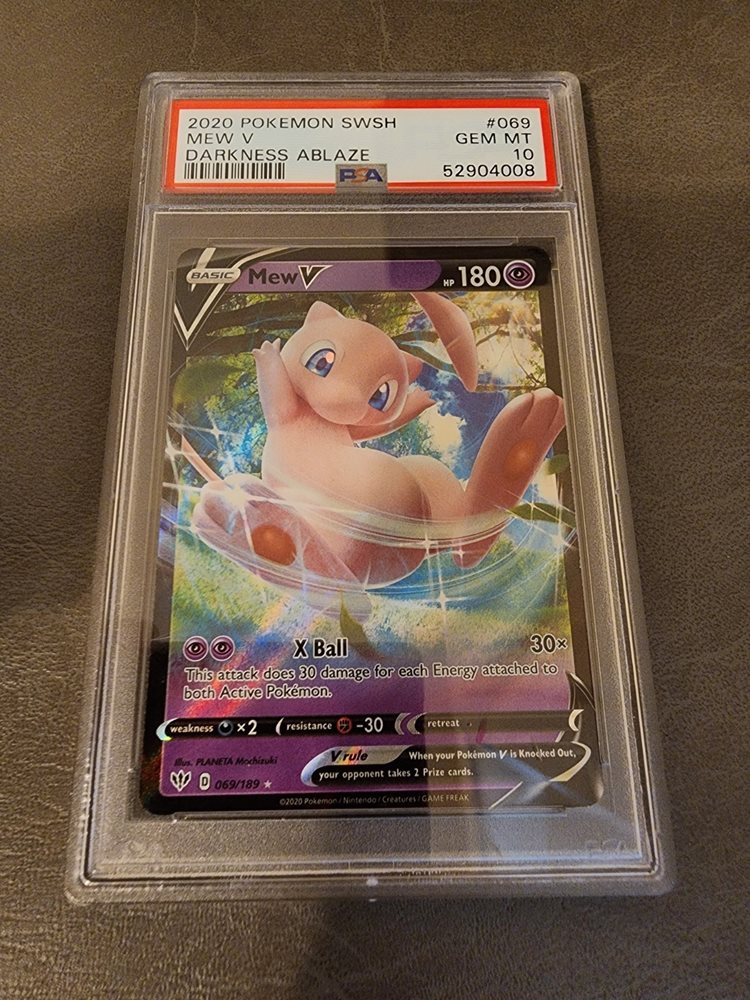 2020 POKEMON SWSH #069
MEW V GEM MT
DARKNESS ABLAZE 10
PSA 52904008
BASIC Mew V HP 180
X Ball 30×
This attack does 30 damage for each Energy attached to
both Active Pokémon.
weakness ×2 resistance -30 retreat
V rule When your Pokémon V is Knocked Out,
your opponent takes 2 Prize cards.
Illus. PLANETA Mochizuki
D 069/189
©2020 Pokémon / Nintendo / Creatures / GAME FREAK